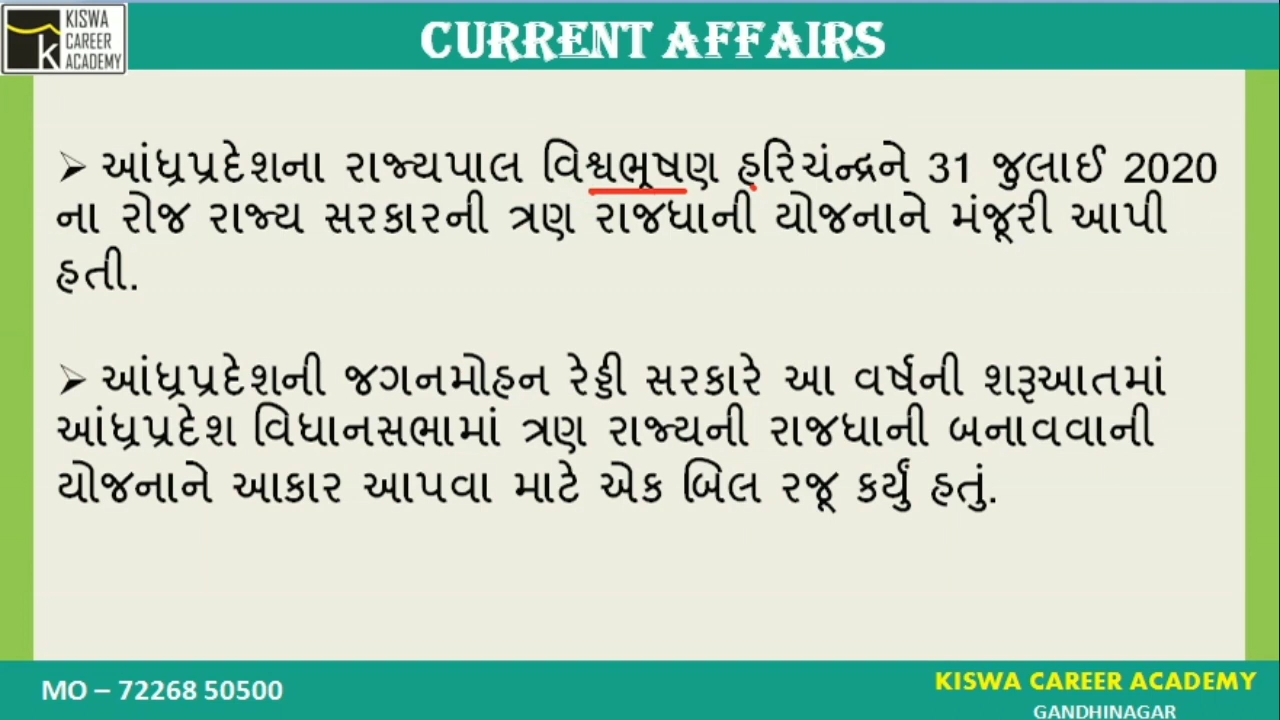 KISWA
CAREER
ACADEMY
CURRENT AFFAIRS
➢ આંધ્રપ્રદેશના રાજ્યપાલ વિશ્વભૂષણ હરિચંન્દ્રને 31 જુલાઈ 2020
ના રોજ રાજ્ય સરકારની ત્રણ રાજધાની યોજનાને મંજૂરી આપી
હતી.
➢ આંધ્રપ્રદેશની જગનમોહન રેડ્ડી સરકારે આ વર્ષની શરૂઆતમાં
આંધ્રપ્રદેશ વિધાનસભામાં ત્રણ રાજ્યની રાજધાની બનાવવાની
યોજનાને આકાર આપવા માટે એક બિલ રજૂ કર્યું હતું.
MO – 72268 50500
KISWA CAREER ACADEMY
GANDHINAGAR